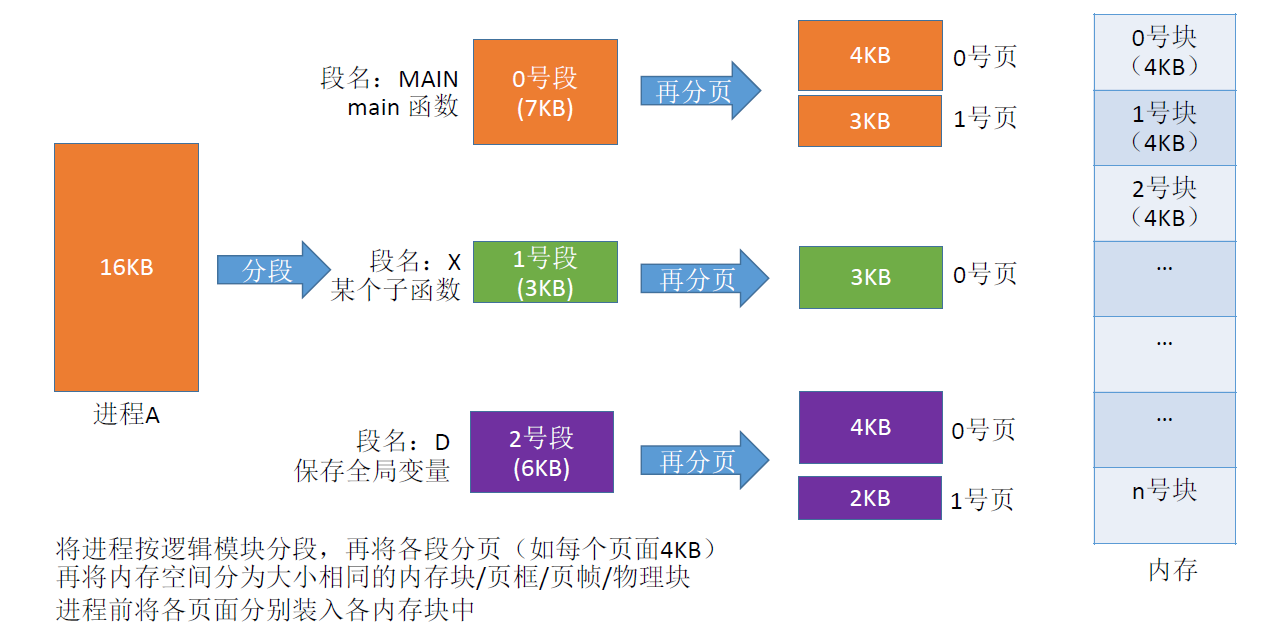 16KB
进程A
分段
段名：MAIN
main 函数
0号段
(7KB)
再分页
4KB
0号页
3KB
1号页
段名：X
某个子函数
1号段
(3KB)
再分页
3KB
0号页
段名：D
保存全局变量
2号段
(6KB)
再分页
4KB
0号页
2KB
1号页
0号块
（4KB）
1号块
（4KB）
2号块
（4KB）
…
…
…
n号块
内存
将进程按逻辑模块分段，再将各段分页（如每个页面4KB）
再将内存空间分为大小相同的内存块/页框/页帧/物理块
进程前将各页面分别装入各内存块中